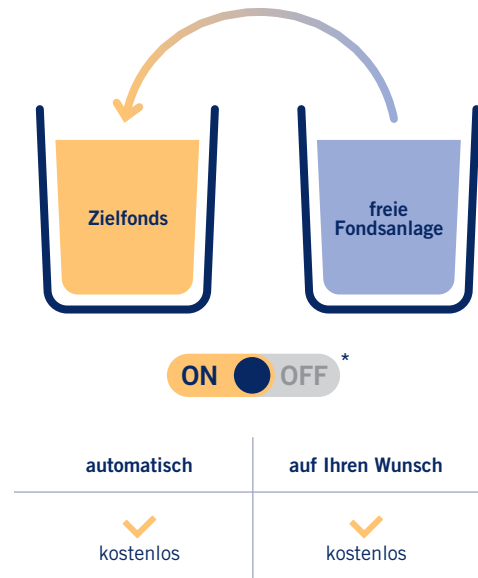 Zielfonds
freie
Fondsanlage
ON OFF *
automatisch
auf Ihren Wunsch
kostenlos
kostenlos